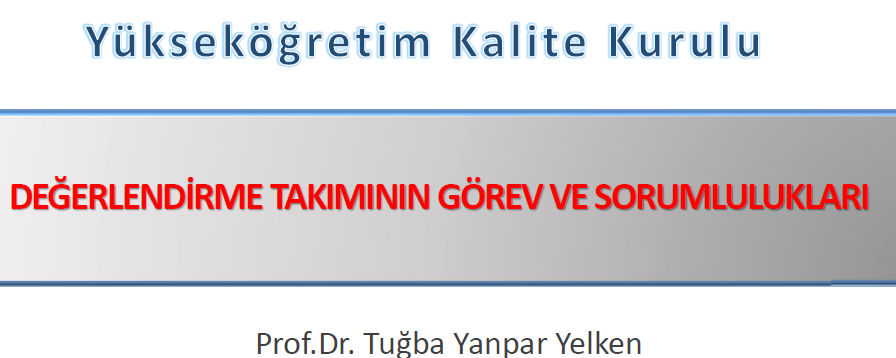 Yükseköğretim Kalite Kurulu
DEĞERLENDİRME TAKIMININ GÖREV VE SORUMLULUKLARI
Prof.Dr. Tuğba Yanpar Yelken